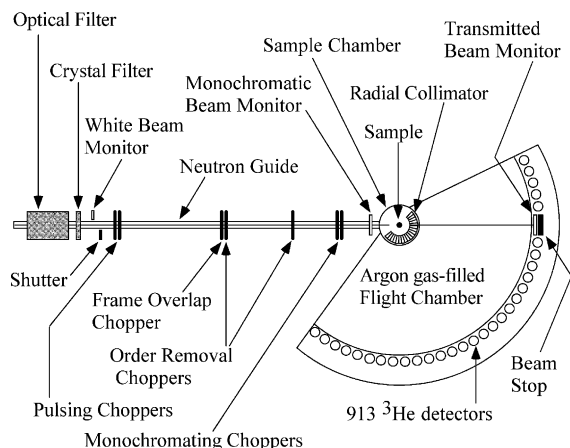 Optical Filter
Crystal Filter
White Beam
Monitor
Neutron Guide
Monochromatic
Beam Monitor
Sample Chamber
Sample
Radial Collimator
Transmitted
Beam Monitor
Shutter
Pulsing Choppers
Frame Overlap
Chopper
Order Removal
Choppers
Monochromating Choppers
Argon gas-filled
Flight Chamber
913 ³He detectors
Beam
Stop